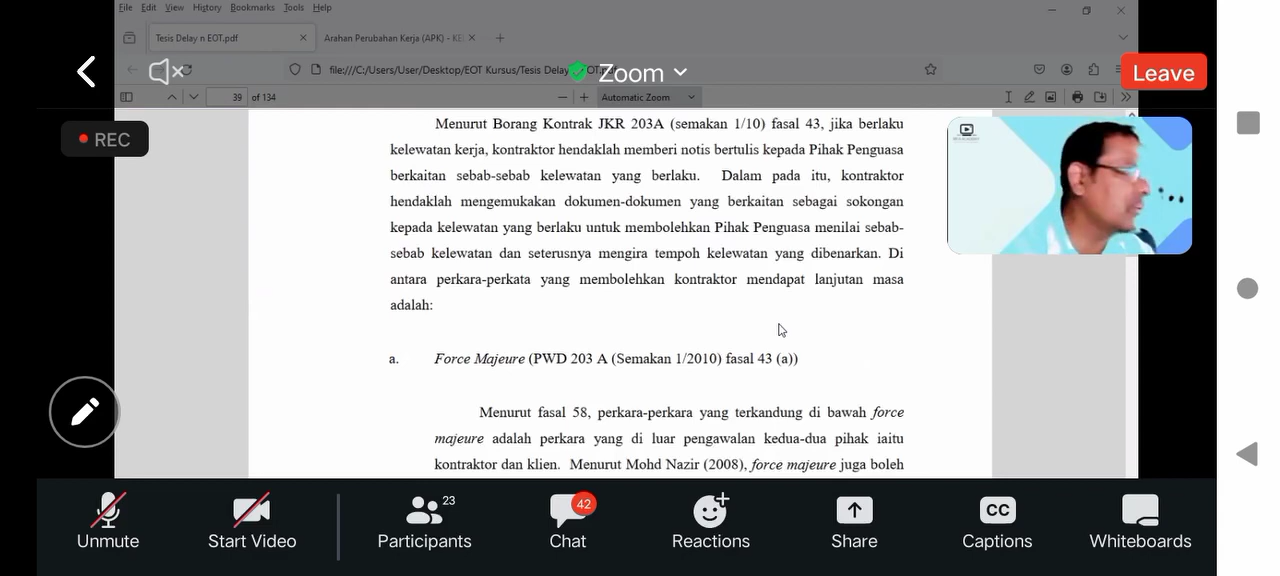 File Edit View History Bookmarks Tools Help
Tesis Delay n EOT.pdf
Arahan Perubahan Kerja (APK) -
file:///C:/Users/User/Desktop/EOT Kursus/Tesis Delay
Zoom
Leave
39 of 134
Automatic Zoom
REC
Menurut Borang Kontrak JKR 203A (semakan 1/10) fasal 43, jika berlaku
kelewatan kerja, kontraktor hendaklah memberi notis bertulis kepada Pihak Penguasa
berkaitan sebab-sebab kelewatan yang berlaku. Dalam pada itu, kontraktor
hendaklah mengemukakan dokumen-dokumen yang berkaitan sebagai sokongan
kepada kelewatan yang berlaku untuk membolehkan Pihak Penguasa menilai sebab-
sebab kelewatan dan seterusnya mengira tempoh kelewatan yang dibenarkan. Di
antara perkara-perkata yang membolehkan kontraktor mendapat lanjutan masa
adalah:
a. Force Majeure (PWD 203 A (Semakan 1/2010) fasal 43 (a))
Menurut fasal 58, perkara-perkara yang terkandung di bawah force
majeure adalah perkara yang di luar pengawalan kedua-dua pihak iaitu
kontraktor dan klien. Menurut Mohd Nazir (2008), force majeure juga boleh
23
42
CC
Unmute
Start Video
Participants
Chat
Reactions
Share
Captions
Whiteboards